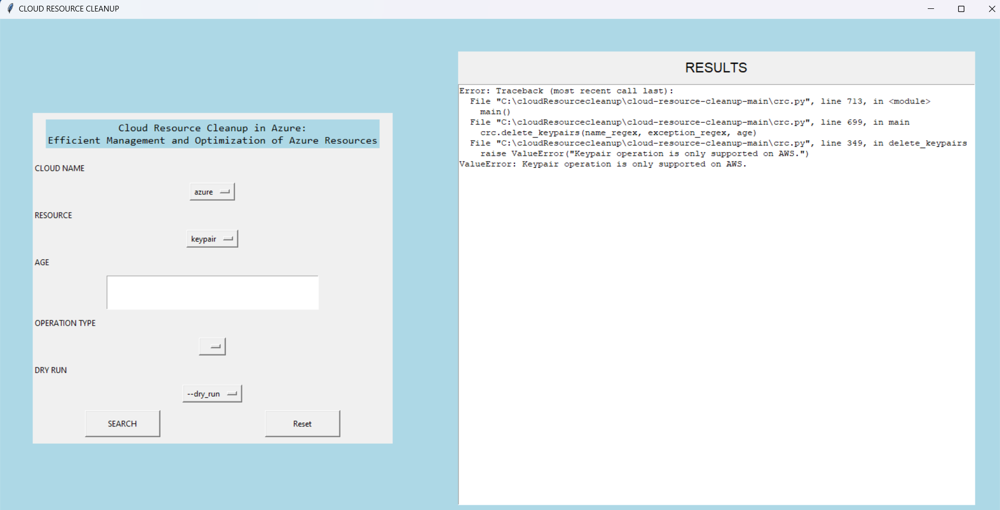 CLOUD RESOURCE CLEANUP
Cloud Resource Cleanup in Azure:
Efficient Management and Optimization of Azure Resources
CLOUD NAME
azure
RESOURCE
keypair
AGE
OPERATION TYPE
DRY RUN
--dry_run
SEARCH
Reset
RESULTS
Error: Traceback (most recent call last):
  File "C:\cloudResourcecleanup\cloud-resource-cleanup-main\crc.py", line 713, in <module>
    main()
  File "C:\cloudResourcecleanup\cloud-resource-cleanup-main\crc.py", line 699, in main
    crc.delete_keypairs(name_regex, exception_regex, age)
  File "C:\cloudResourcecleanup\cloud-resource-cleanup-main\crc.py", line 349, in delete_keypairs
    raise ValueError("Keypair operation is only supported on AWS.")
ValueError: Keypair operation is only supported on AWS.